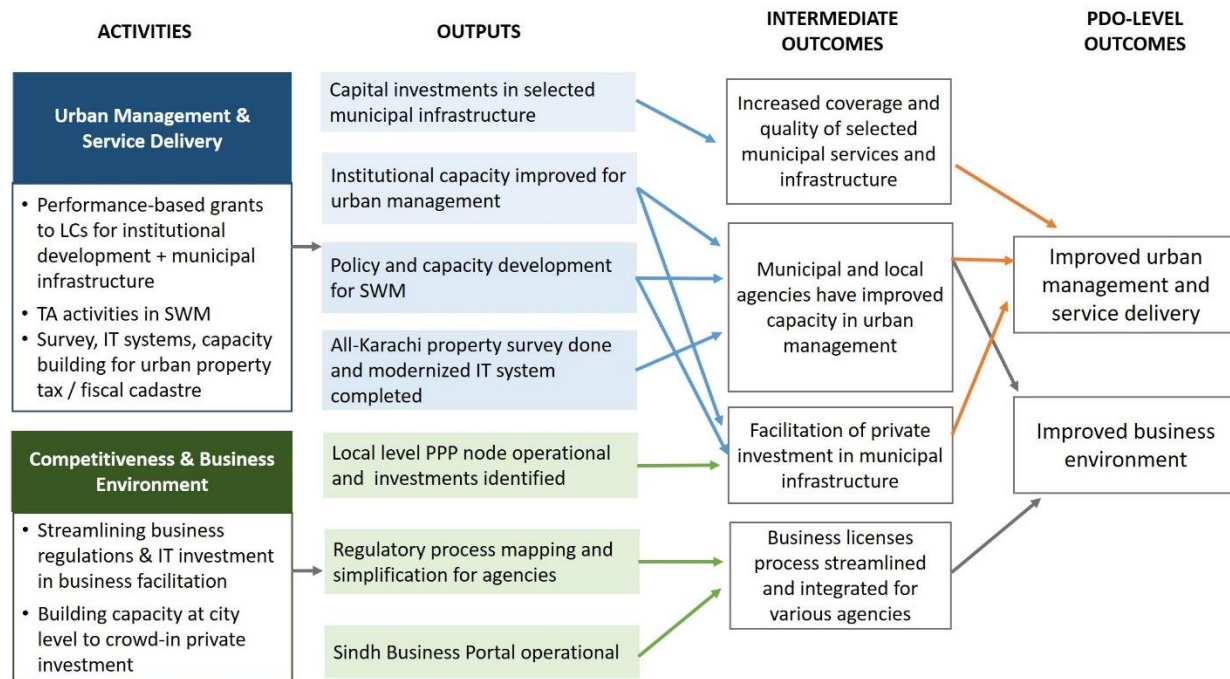 ACTIVITIES
OUTPUTS
INTERMEDIATE
OUTCOMES
PDO-LEVEL
OUTCOMES
Urban Management &
Service Delivery
• Performance-based grants
to LCs for institutional
development + municipal
infrastructure
• TA activities in SWM
• Survey, IT systems, capacity
building for urban property
tax / fiscal cadastre
Competitiveness & Business
Environment
• Streamlining business
regulations & IT investment
in business facilitation
• Building capacity at city
level to crowd-in private
investment
Capital investments in selected
municipal infrastructure
Institutional capacity improved for
urban management
Policy and capacity development
for SWM
All-Karachi property survey done
and modernized IT system
completed
Local level PPP node operational
and investments identified
Regulatory process mapping and
simplification for agencies
Sindh Business Portal operational
Increased coverage and
quality of selected
municipal services and
infrastructure
Municipal and local
agencies have improved
capacity in urban
management
Facilitation of private
investment in municipal
infrastructure
Business licenses
process streamlined
and integrated for
various agencies
Improved urban
management and
service delivery
Improved business
environment